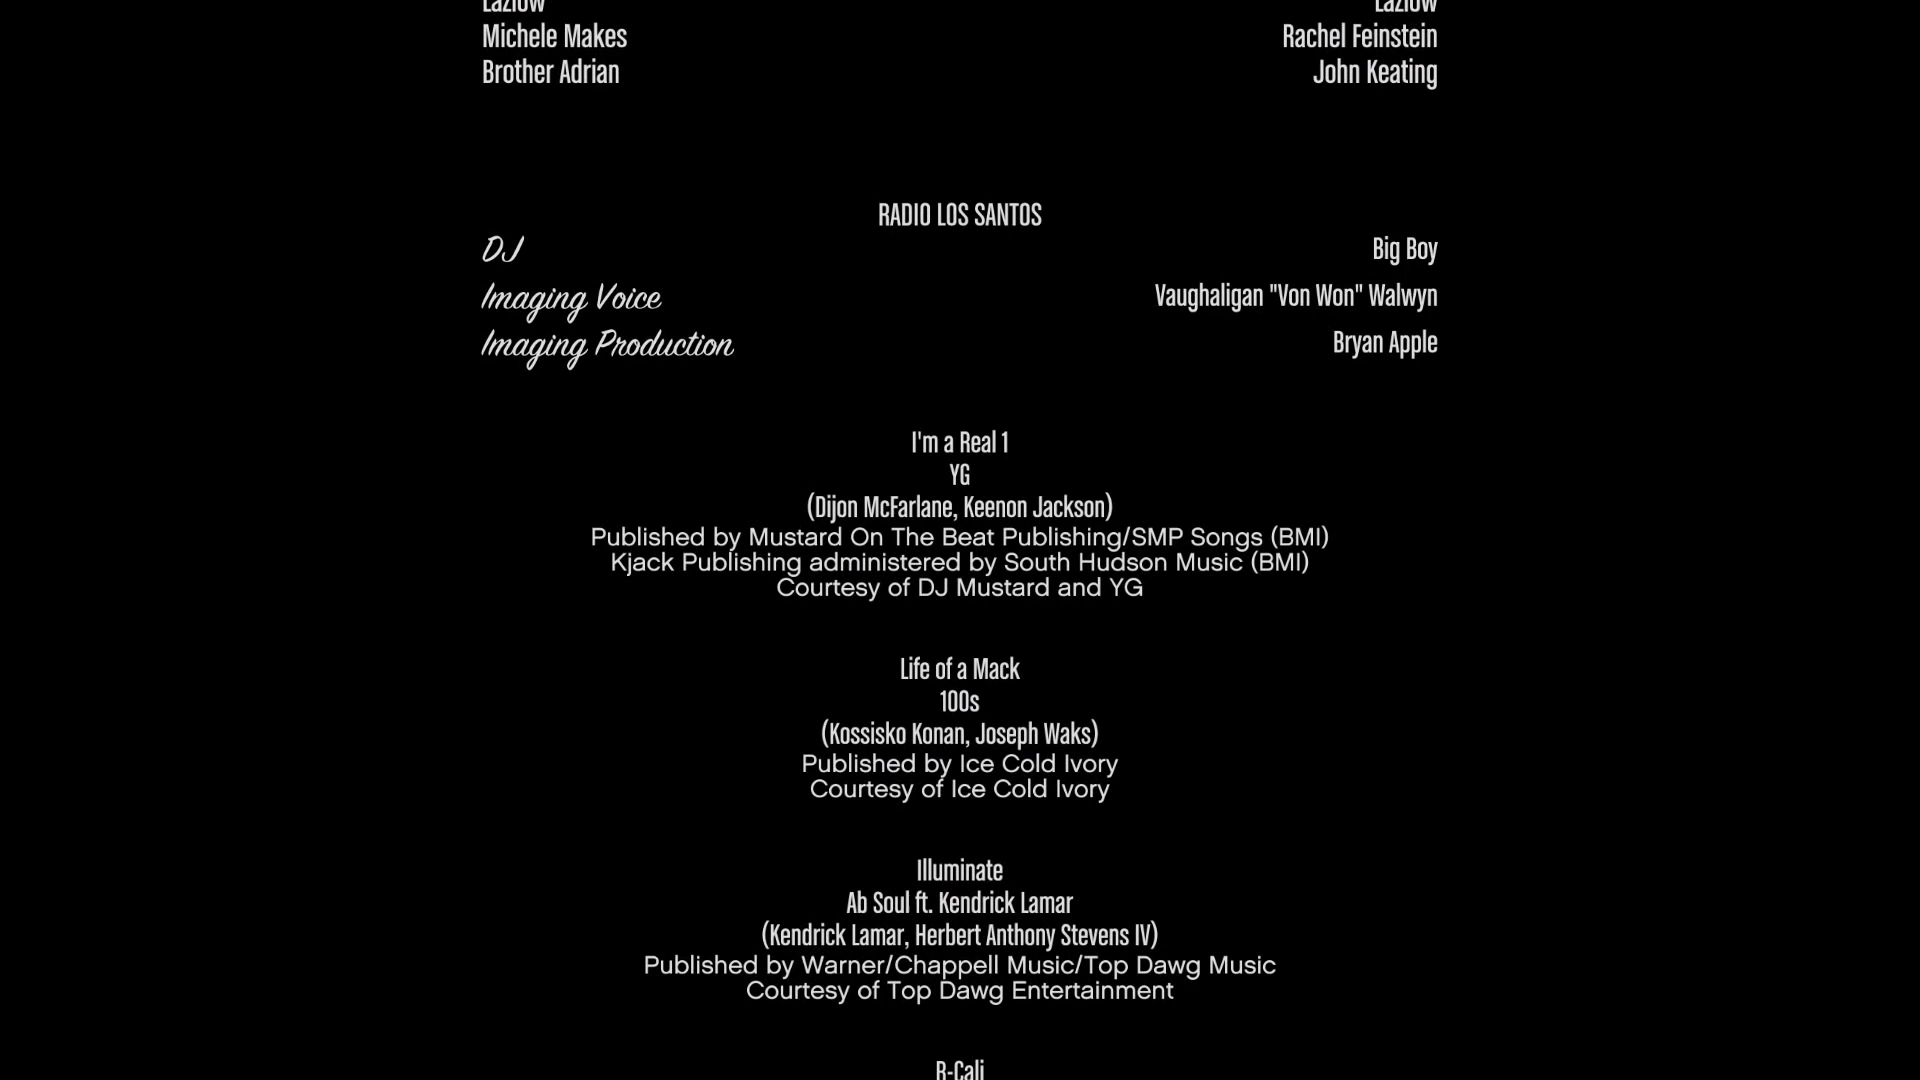 Lazlow Lazlow
Michele Makes Rachel Feinstein
Brother Adrian John Keating
RADIO LOS SANTOS
DJ Big Boy
Imaging Voice Vaughaligan "Von Won" Walwyn
Imaging Production Bryan Apple
I'm a Real 1
YG
(Dijon McFarlane, Keenon Jackson)
Published by Mustard On The Beat Publishing/SMP Songs (BMI)
Kjack Publishing administered by South Hudson Music (BMI)
Courtesy of DJ Mustard and YG
Life of a Mack
100s
(Kossisko Konan, Joseph Waks)
Published by Ice Cold Ivory
Courtesy of Ice Cold Ivory
Illuminate
Ab Soul ft. Kendrick Lamar
(Kendrick Lamar, Herbert Anthony Stevens IV)
Published by Warner/Chappell Music/Top Dawg Music
Courtesy of Top Dawg Entertainment
R-Cali